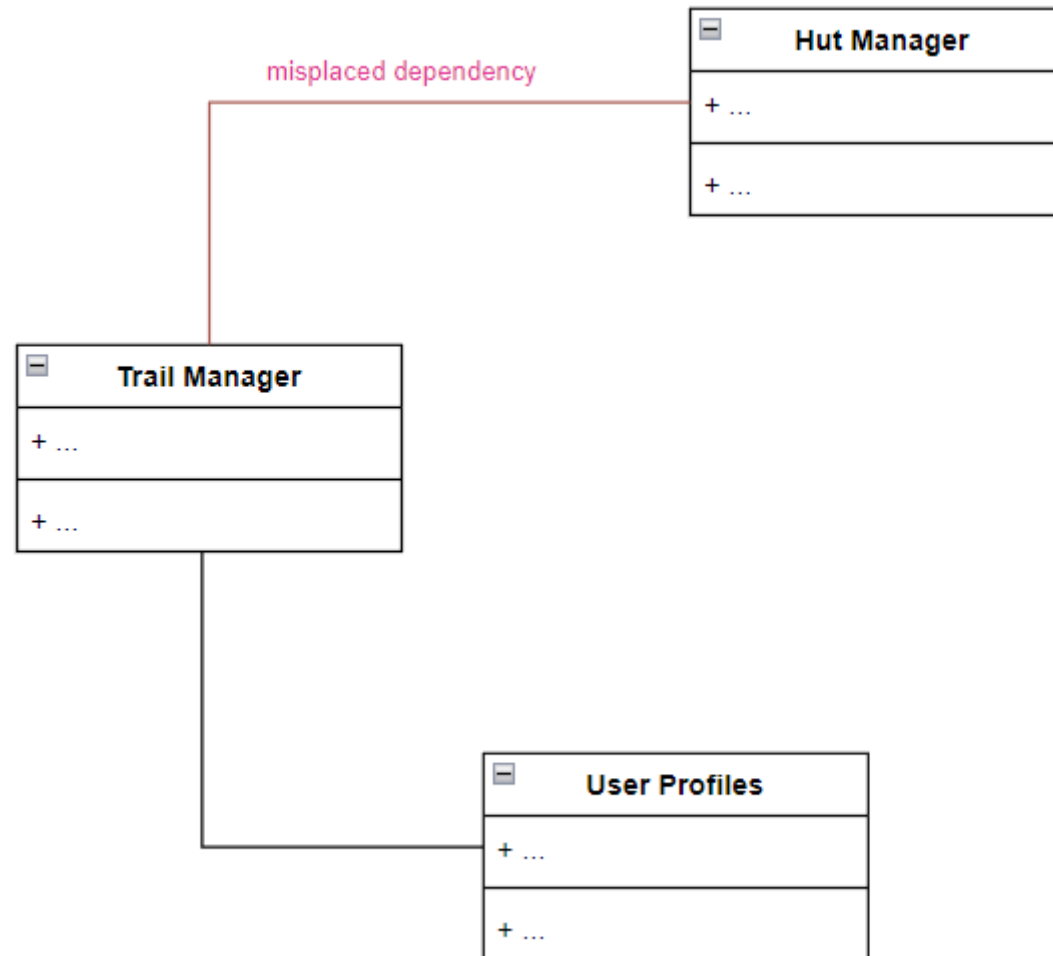 Hut Manager
misplaced dependency
+ ...
+ ...
Trail Manager
+ ...
+ ...
User Profiles
+ ...
+ ...